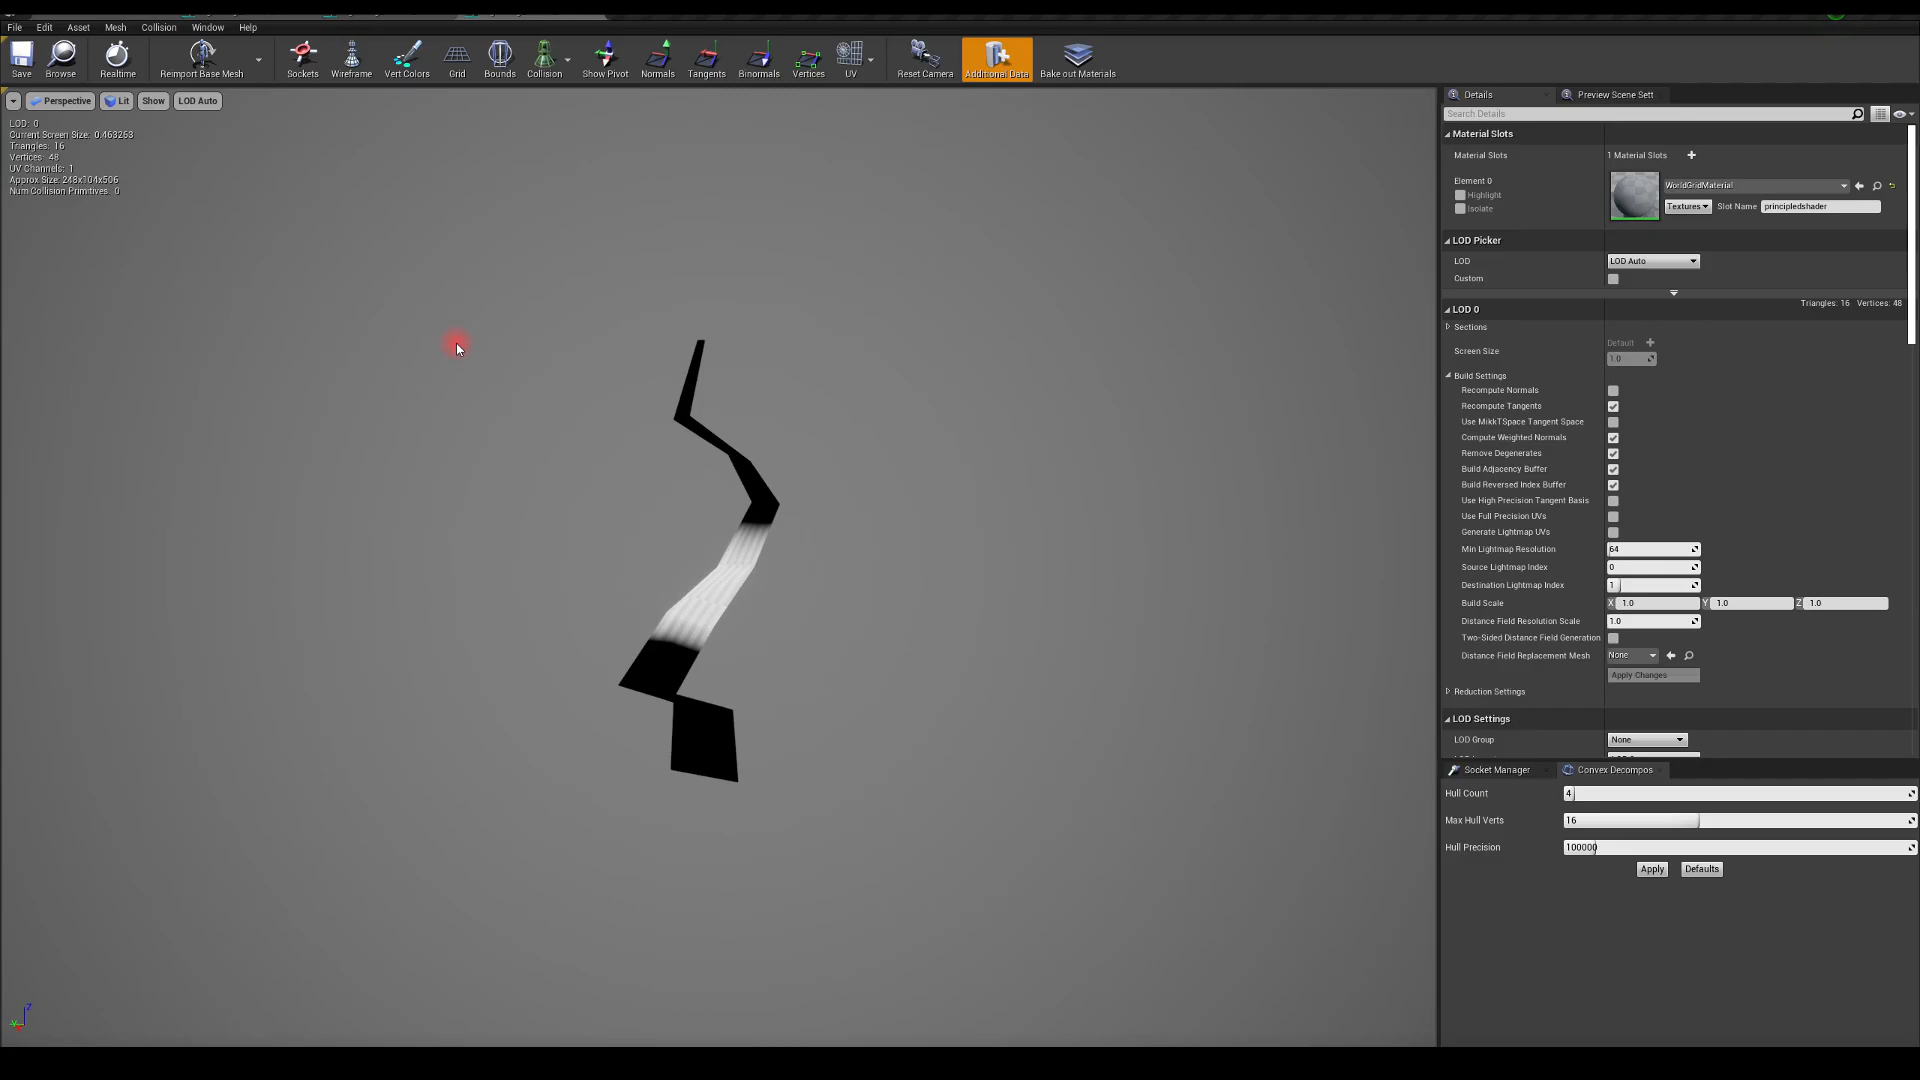 File Edit Asset Mesh Collision Window Help
Save Browse Realtime Reimport Base Mesh Sockets Wireframe Vert Colors Grid Bounds Collision Show Pivot Normals Tangents Binormals Vertices UV Reset Camera Additional Data Bake out Materials
Perspective Lit Show LOD Auto
LOD: 0
Current Screen Size: 0.463263
Triangles: 16
Vertices: 48
UV Channels: 1
Approx Size: 248x104x506
Num Collision Primitives: 0
Z
Details Preview Scene Sett
Search Details
Material Slots
Material Slots 1 Material Slots
Element 0
Highlight
Isolate
WorldGridMaterial
Textures Slot Name principledshader
LOD Picker
LOD LOD Auto
Custom
LOD 0 Triangles: 16 Vertices: 48
Sections
Screen Size Default 1.0
Build Settings
Recompute Normals
Recompute Tangents
Use MikkTSpace Tangent Space
Compute Weighted Normals
Remove Degenerates
Build Adjacency Buffer
Build Reversed Index Buffer
Use High Precision Tangent Basis
Use Full Precision UVs
Generate Lightmap UVs
Min Lightmap Resolution 64
Source Lightmap Index 0
Destination Lightmap Index 1
Build Scale X 1.0 Y 1.0 Z 1.0
Distance Field Resolution Scale 1.0
Two-Sided Distance Field Generation
Distance Field Replacement Mesh None
Apply Changes
Reduction Settings
LOD Settings
LOD Group None
Socket Manager Convex Decompos
Hull Count 4
Max Hull Verts 16
Hull Precision 100000
Apply Defaults